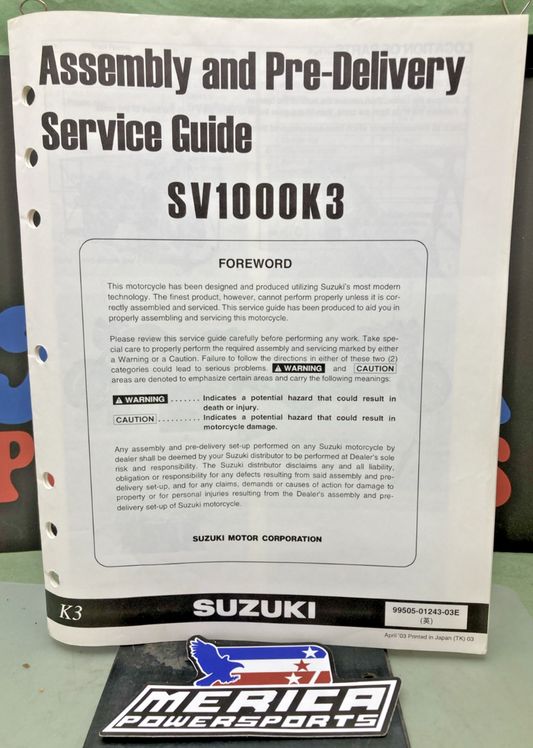 Assembly and Pre-Delivery
Service Guide
SV1000K3
FOREWORD
This motorcycle has been designed and produced utilizing Suzuki's most modern
technology. The finest product, however, cannot perform properly unless it is cor-
rectly assembled and serviced. This service guide has been produced to aid you in
properly assembling and servicing this motorcycle.
Please review this service guide carefully before performing any work. Take spe-
cial care to properly perform the required assembly and servicing marked by either
a Warning or a Caution. Failure to follow the directions in either of these two (2)
categories could lead to serious problems. WARNING and CAUTION
areas are denoted to emphasize certain areas and carry the following meanings:
WARNING ....... Indicates a potential hazard that could result in
death or injury.
CAUTION .......... Indicates a potential hazard that could result in
motorcycle damage.
Any assembly and pre-delivery set-up performed on any Suzuki motorcycle by
dealer shall be deemed by your Suzuki distributor to be performed at Dealer's sole
risk and responsibility. The Suzuki distributor disclaims any and all liability,
obligation or responsibility for any defects resulting from said assembly and pre-
delivery set-up, and for any claims, demands or causes of action for damage to
property or for personal injuries resulting from the Dealer's assembly and pre-
delivery set-up of Suzuki motorcycle.
SUZUKI MOTOR CORPORATION
K3
SUZUKI
99505-01243-03E
(英)
April '03 Printed in Japan (TK) 03
MERICA
POWERSPORTS